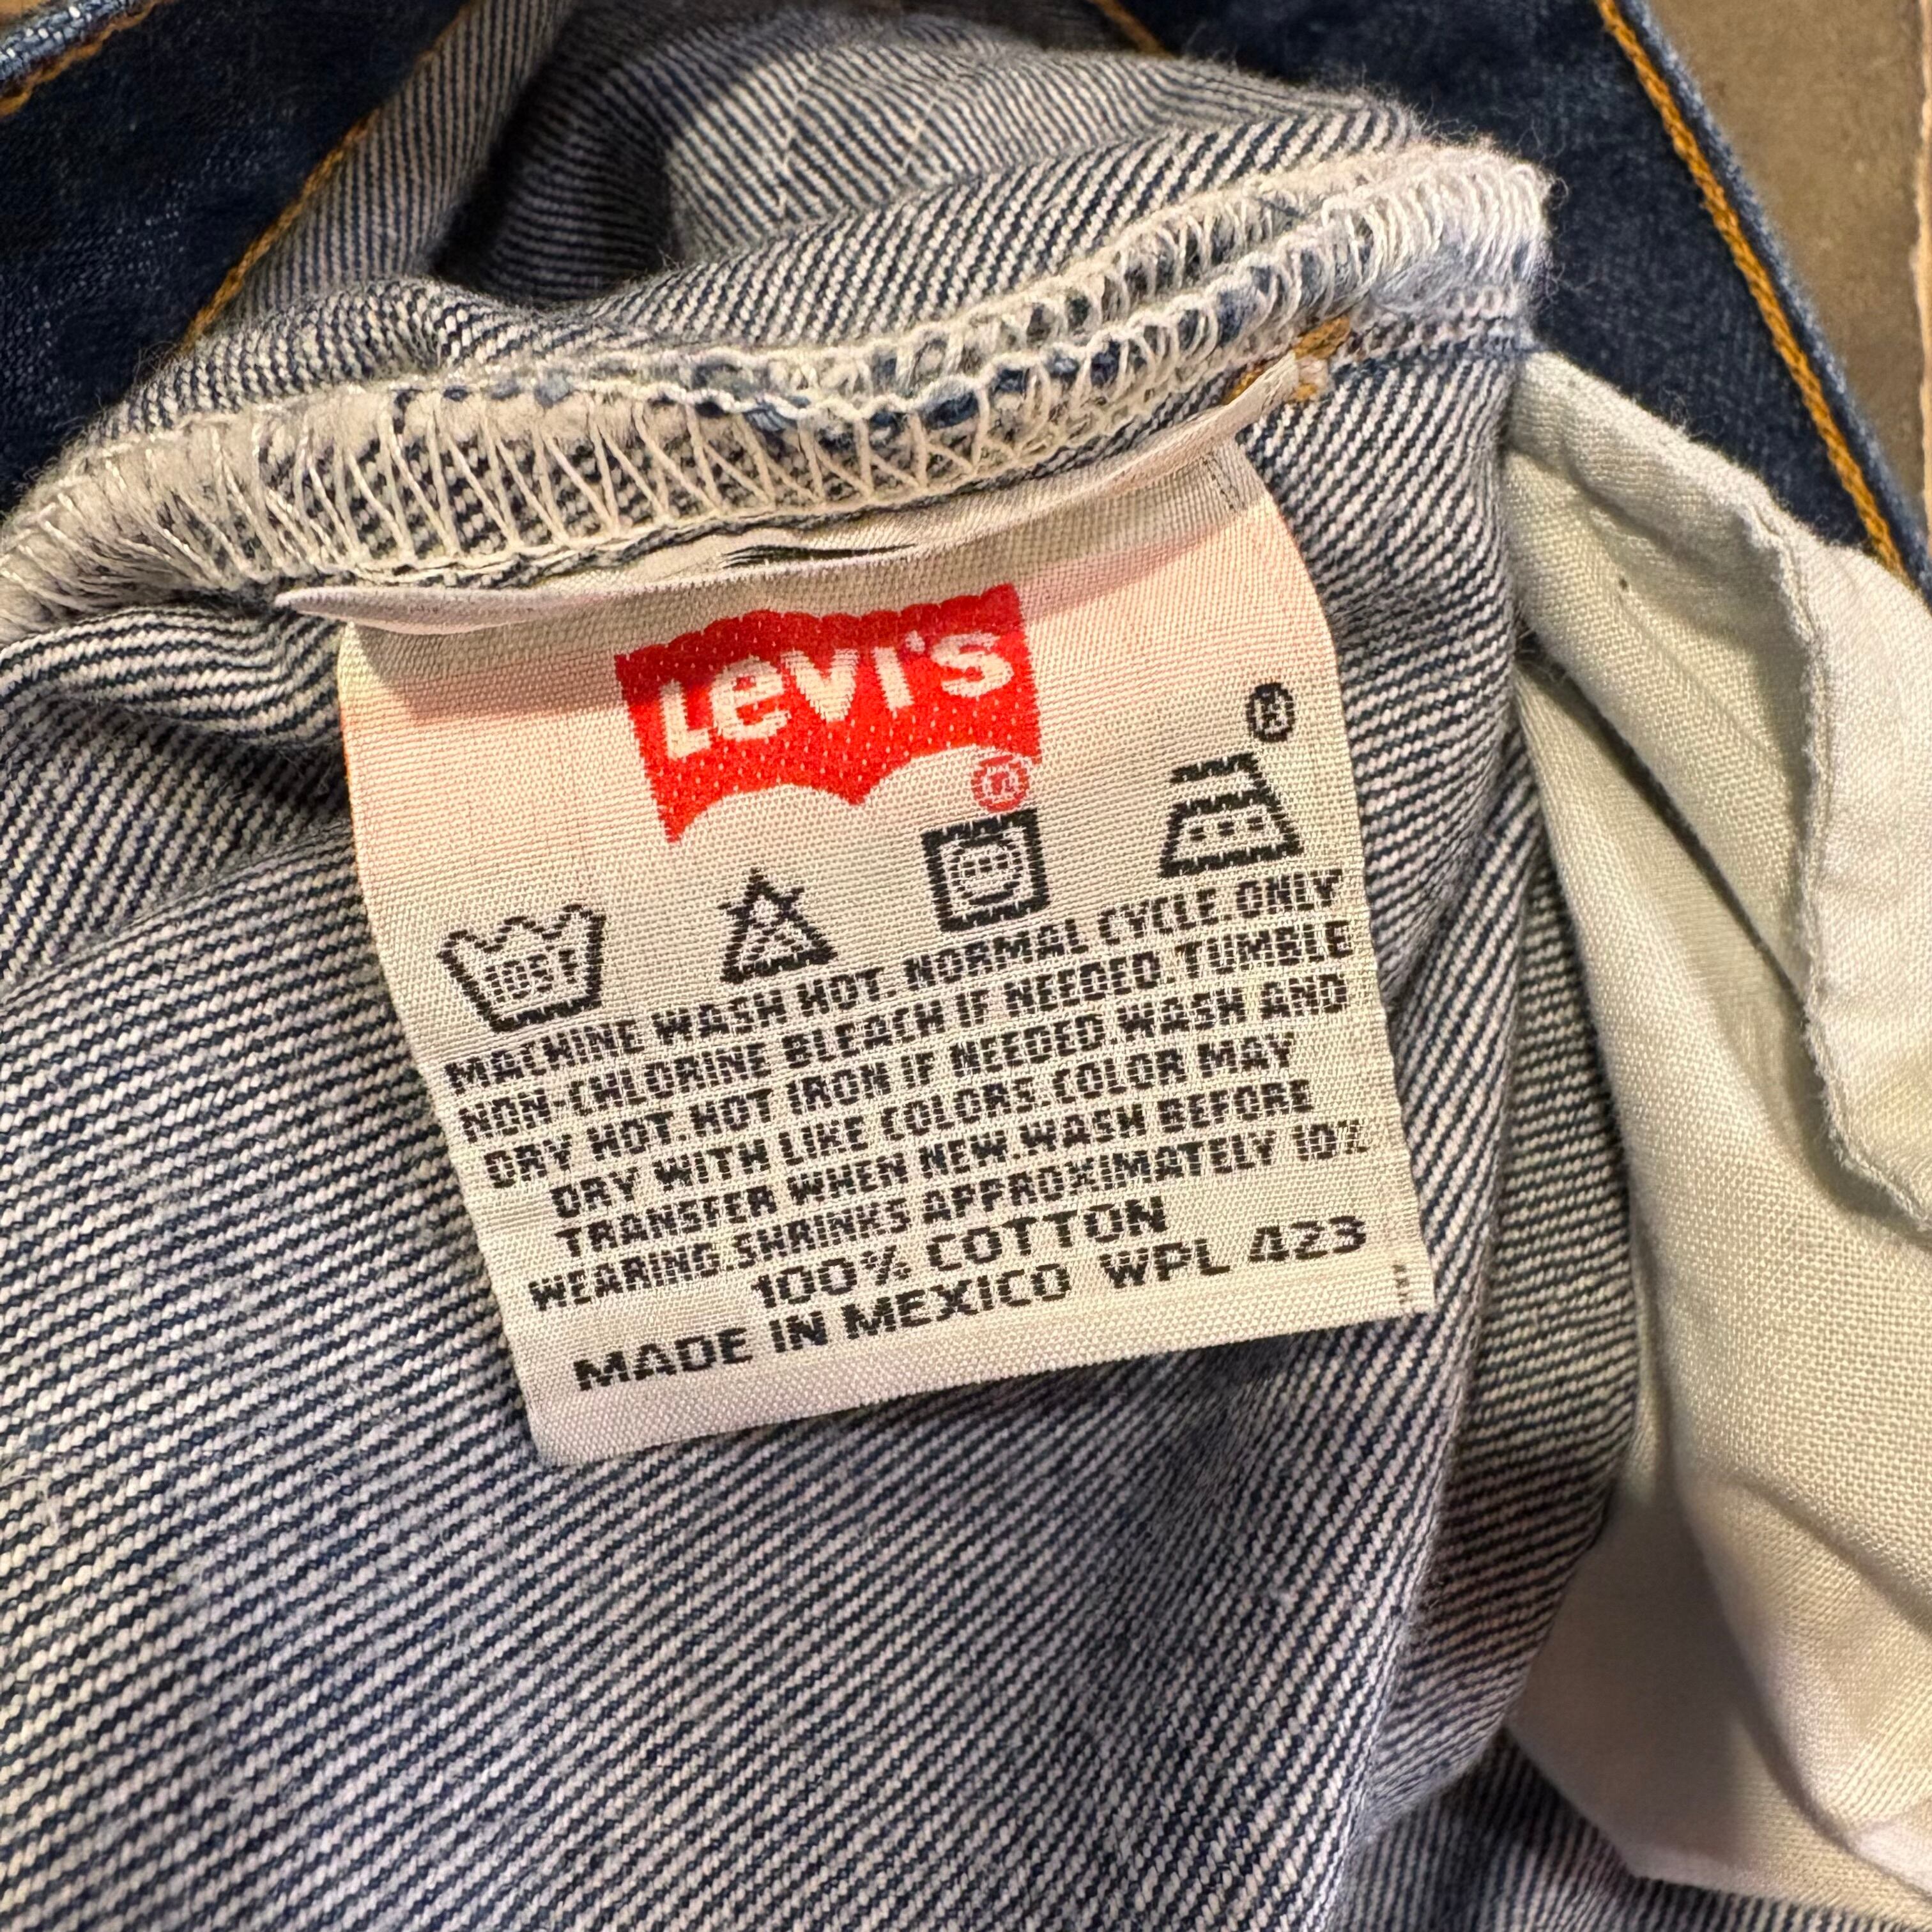 Levi's
®
®
105F
MACHINE WASH HOT. NORMAL CYCLE.ONLY
NON-CHLORINE BLEACH IF NEEDED.TUMBLE
DRY HOT.HOT IRON IF NEEDED.WASH AND
DRY WITH LIKE COLORS.COLOR MAY
TRANSFER WHEN NEW.WASH BEFORE
WEARING.SHRINKS APPROXIMATELY 10%
100% COTTON
MADE IN MEXICO WPL 423